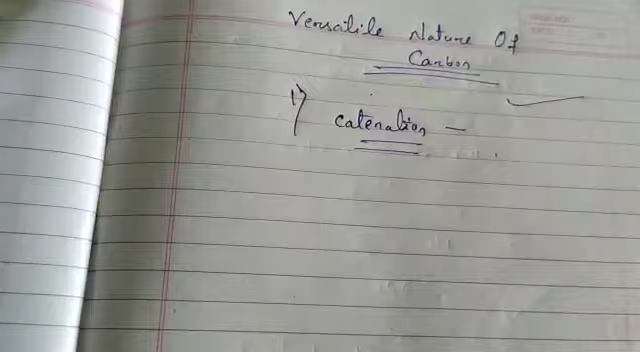 Versatile Nature Of
Carbon
1)
Catenation —